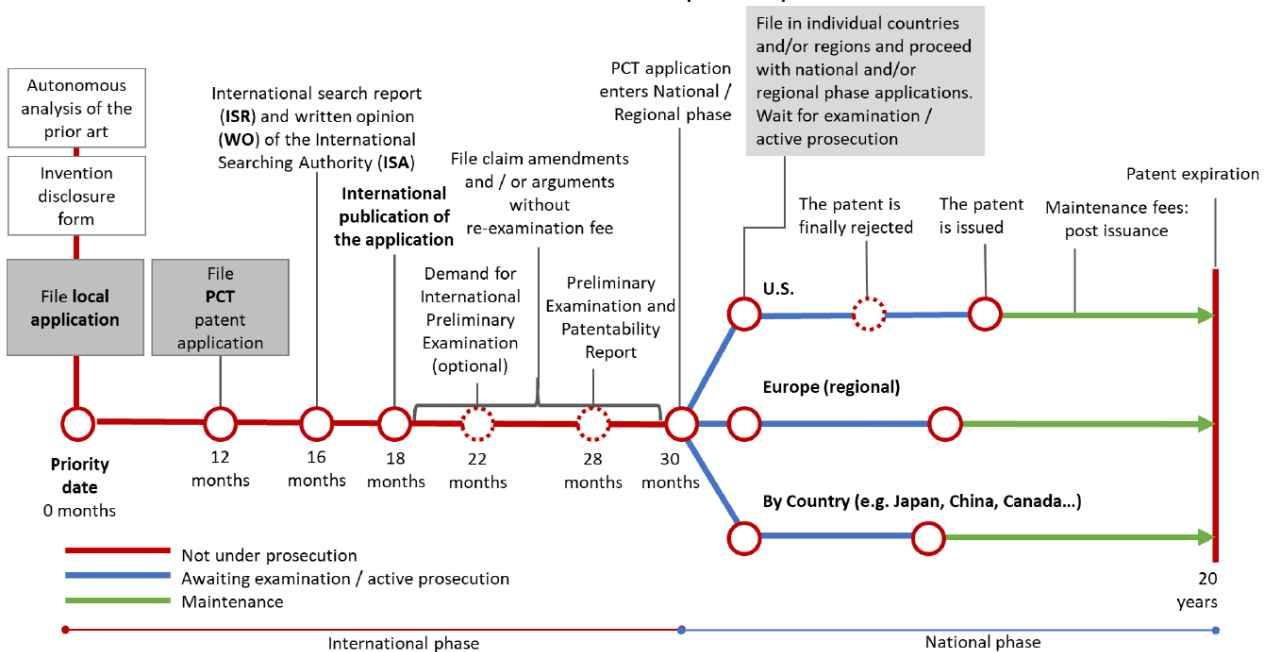 Autonomous
analysis of the
prior art
Invention
disclosure
form
File local
application
File
PCT
patent
application
International search report
(ISR) and written opinion
(WO) of the International
Searching Authority (ISA)
International
publication of
the application
File claim amendments
and / or arguments
without
re-examination fee
Demand for
International
Preliminary
Examination
(optional)
Preliminary
Examination and
Patentability
Report
PCT application
enters National /
Regional phase
File in individual countries
and/or regions and proceed
with national and/or
regional phase applications.
Wait for examination /
active prosecution
The patent is
finally rejected
The patent
is issued
Maintenance fees:
post issuance
Patent expiration
U.S.
Europe (regional)
By Country (e.g. Japan, China, Canada...)
Priority
date
0 months
12
months
16
months
18
months
22
months
28
months
30
months
20
years
Not under prosecution
Awaiting examination / active prosecution
Maintenance
International phase
National phase